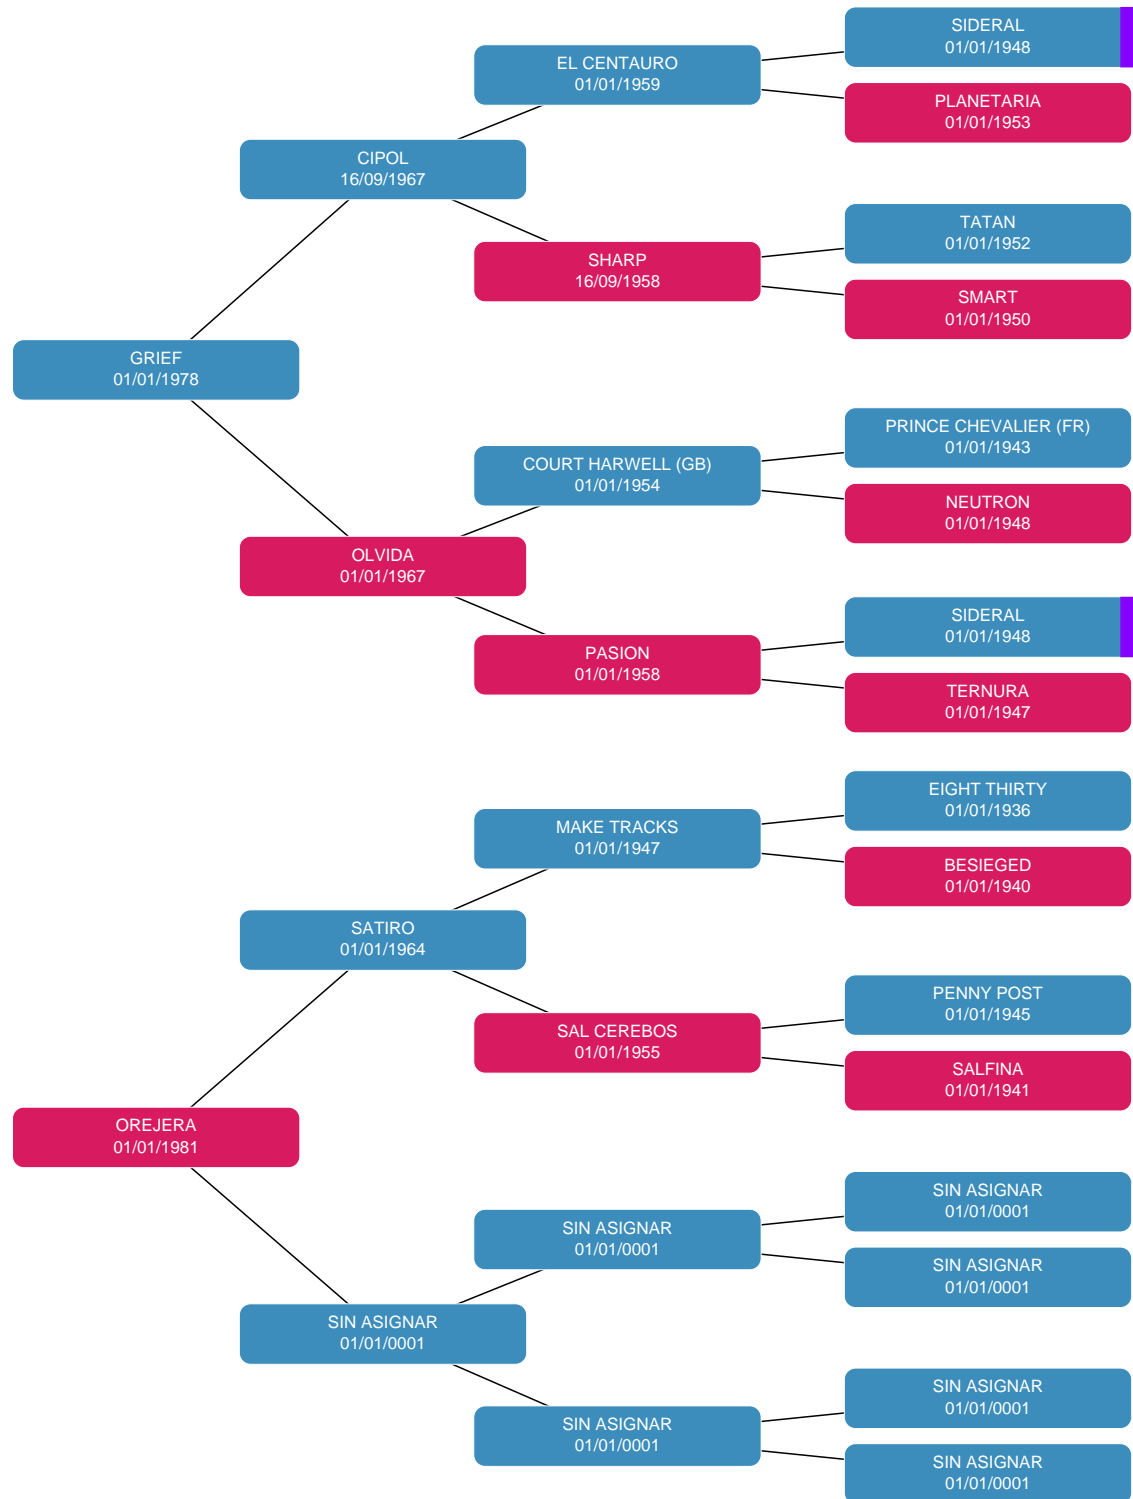 SIDERAL
01/01/1948
EL CENTAURO
01/01/1959
PLANETARIA
01/01/1953
CIPOL
16/09/1967
TATAN
01/01/1952
SHARP
16/09/1958
SMART
01/01/1950
GRIEF
01/01/1978
PRINCE CHEVALIER (FR)
01/01/1943
COURT HARWELL (GB)
01/01/1954
NEUTRON
01/01/1948
OLVIDA
01/01/1967
SIDERAL
01/01/1948
PASION
01/01/1958
TERNURA
01/01/1947
EIGHT THIRTY
01/01/1936
MAKE TRACKS
01/01/1947
BESIEGED
01/01/1940
SATIRO
01/01/1964
PENNY POST
01/01/1945
SAL CEREBOS
01/01/1955
SALFINA
01/01/1941
OREJERA
01/01/1981
SIN ASIGNAR
01/01/0001
SIN ASIGNAR
01/01/0001
SIN ASIGNAR
01/01/0001
SIN ASIGNAR
01/01/0001
SIN ASIGNAR
01/01/0001
SIN ASIGNAR
01/01/0001
SIN ASIGNAR
01/01/0001